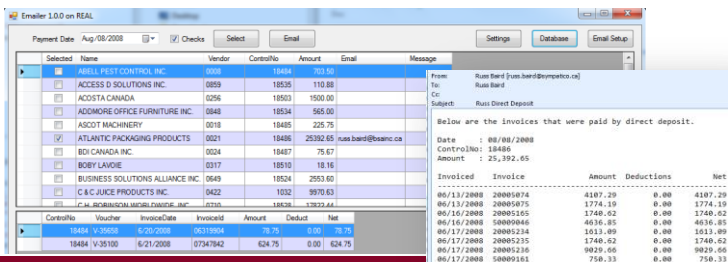 Emailer 1.0.0 on REAL
Payment Date Aug/08/2008 Checks Select Email Settings Database Email Setup
Selected Name Vendor ControlNo Amount Email Message
ABELL PEST CONTROL INC. 0008 18484 703.50
ACCESS D SOLUTIONS INC. 0859 18535 110.88
ACOSTA CANADA 0256 18503 1500.00
ADDMORE OFFICE FURNITURE INC. 0848 18534 565.00
ASCOT MACHINERY 0018 18485 225.75
ATLANTIC PACKAGING PRODUCTS 0021 18486 25392.65 russ.baird@bsainc.ca
BDI CANADA INC. 0024 18487 75.67
BOBY LAVOIE 0317 18510 18.16
BUSINESS SOLUTIONS ALLIANCE INC. 0649 18524 2553.60
C & C JUICE PRODUCTS INC. 0422 1032 9970.63
C.H. ROBINSON WORLDWIDE INC. 0710 18528 17822.44
ControlNo Voucher InvoiceDate InvoiceId Amount Deduct Net
18484 V-35658 6/20/2008 06319904 78.75 0.00 78.75
18484 V-35100 6/21/2008 07347842 624.75 0.00 624.75
From: Russ Baird [russ.baird@sympatico.ca]
To: Russ Baird
Cc:
Subject: Russ Direct Deposit
Below are the invoices that were paid by direct deposit.
Date : 08/08/2008
ControlNo: 18486
Amount : 25,392.65
Invoiced Invoice Amount Deductions Net
06/13/2008 20005074 4107.29 0.00 4107.29
06/13/2008 20005075 1774.19 0.00 1774.19
06/16/2008 20005165 1740.62 0.00 1740.62
06/16/2008 50009046 4636.85 0.00 4636.85
06/17/2008 20005234 1613.09 0.00 1613.09
06/17/2008 20005235 1740.62 0.00 1740.62
06/17/2008 20005236 9029.66 0.00 9029.66
06/17/2008 50009161 750.33 0.00 750.33